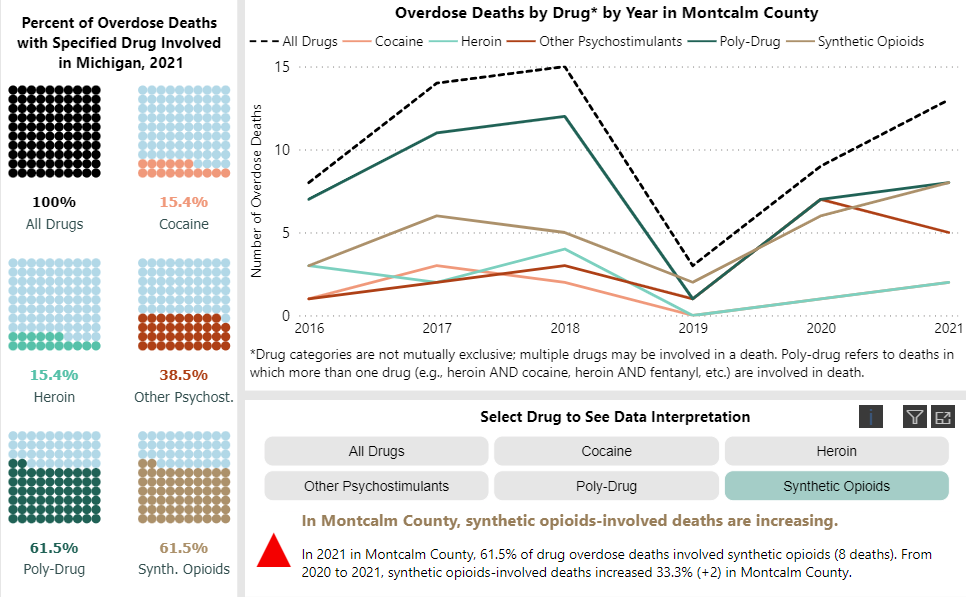 Percent of Overdose Deaths
with Specified Drug Involved
in Michigan, 2021
100%
All Drugs
15.4%
Cocaine
15.4%
Heroin
38.5%
Other Psychost.
61.5%
Poly-Drug
61.5%
Synth. Opioids
Overdose Deaths by Drug* by Year in Montcalm County
All Drugs Cocaine Heroin Other Psychostimulants Poly-Drug Synthetic Opioids
Number of Overdose Deaths
15
10
5
0
2016 2017 2018 2019 2020 2021
*Drug categories are not mutually exclusive; multiple drugs may be involved in a death. Poly-drug refers to deaths in
which more than one drug (e.g., heroin AND cocaine, heroin AND fentanyl, etc.) are involved in death.
Select Drug to See Data Interpretation
i
All Drugs Cocaine Heroin
Other Psychostimulants Poly-Drug Synthetic Opioids
In Montcalm County, synthetic opioids-involved deaths are increasing.
In 2021 in Montcalm County, 61.5% of drug overdose deaths involved synthetic opioids (8 deaths). From
2020 to 2021, synthetic opioids-involved deaths increased 33.3% (+2) in Montcalm County.